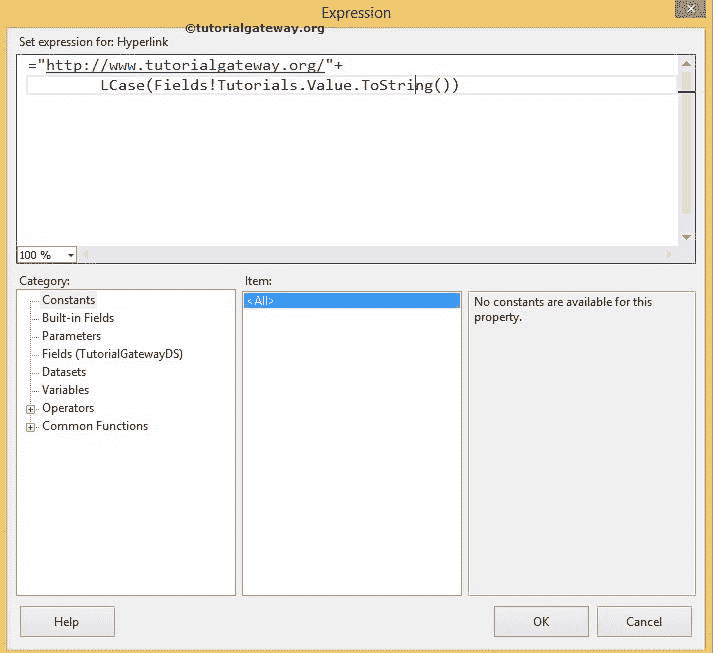 Expression
©tutorialgateway.org
Set expression for: Hyperlink
="http://www.tutorialgateway.org/"+
LCase(Fields!Tutorials.Value.ToString())
100 %
Category:
Item:
Constants
Built-in Fields
Parameters
Fields (TutorialGatewayDS)
Datasets
Variables
Operators
Common Functions
<All>
No constants are available for this
property.
Help
OK
Cancel